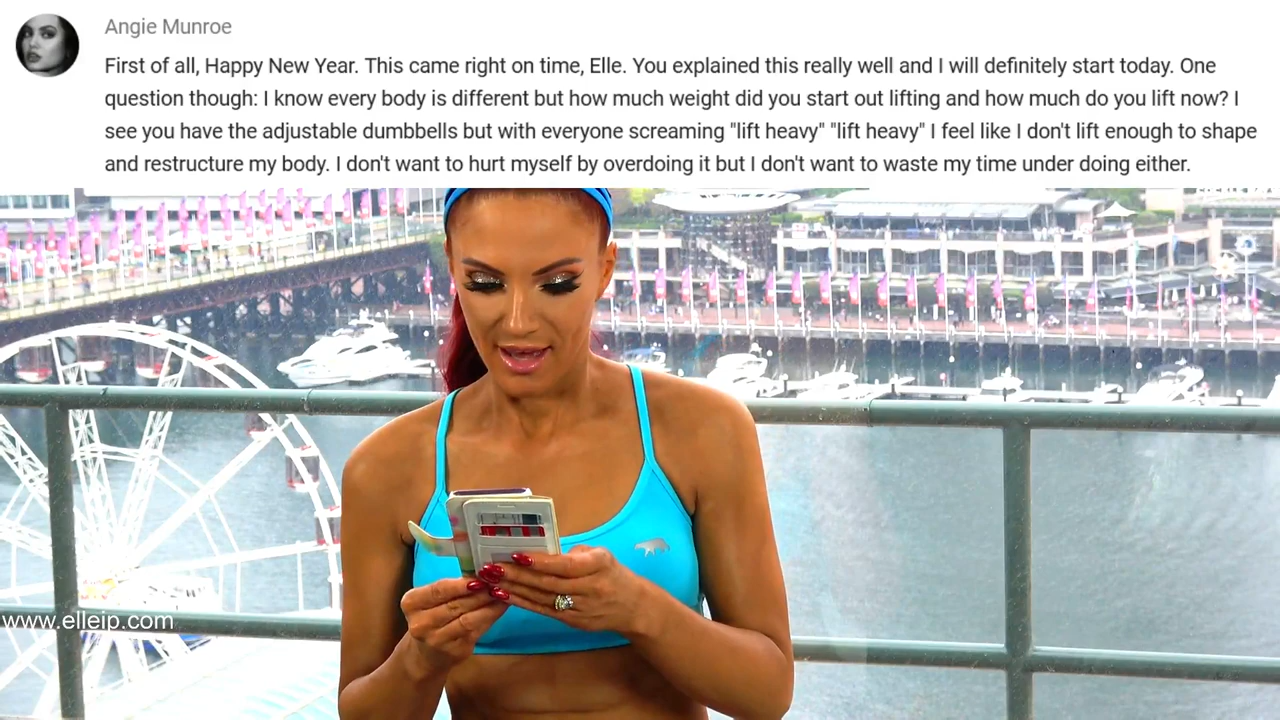 Angie Munroe
First of all, Happy New Year. This came right on time, Elle. You explained this really well and I will definitely start today. One
question though: I know every body is different but how much weight did you start out lifting and how much do you lift now? I
see you have the adjustable dumbbells but with everyone screaming "lift heavy" "lift heavy" I feel like I don't lift enough to shape
and restructure my body. I don't want to hurt myself by overdoing it but I don't want to waste my time under doing either.
www.elleip.com